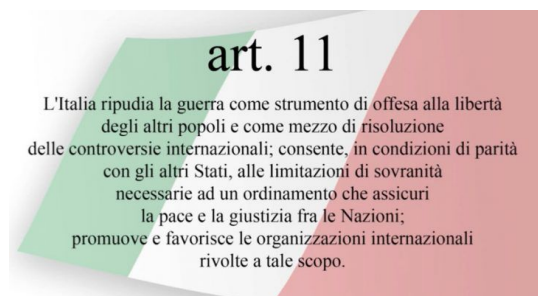 art. 11
L'Italia ripudia la guerra come strumento di offesa alla libertà
degli altri popoli e come mezzo di risoluzione
delle controversie internazionali; consente, in condizioni di parità
con gli altri Stati, alle limitazioni di sovranità
necessarie ad un ordinamento che assicuri
la pace e la giustizia fra le Nazioni;
promuove e favorisce le organizzazioni internazionali
rivolte a tale scopo.